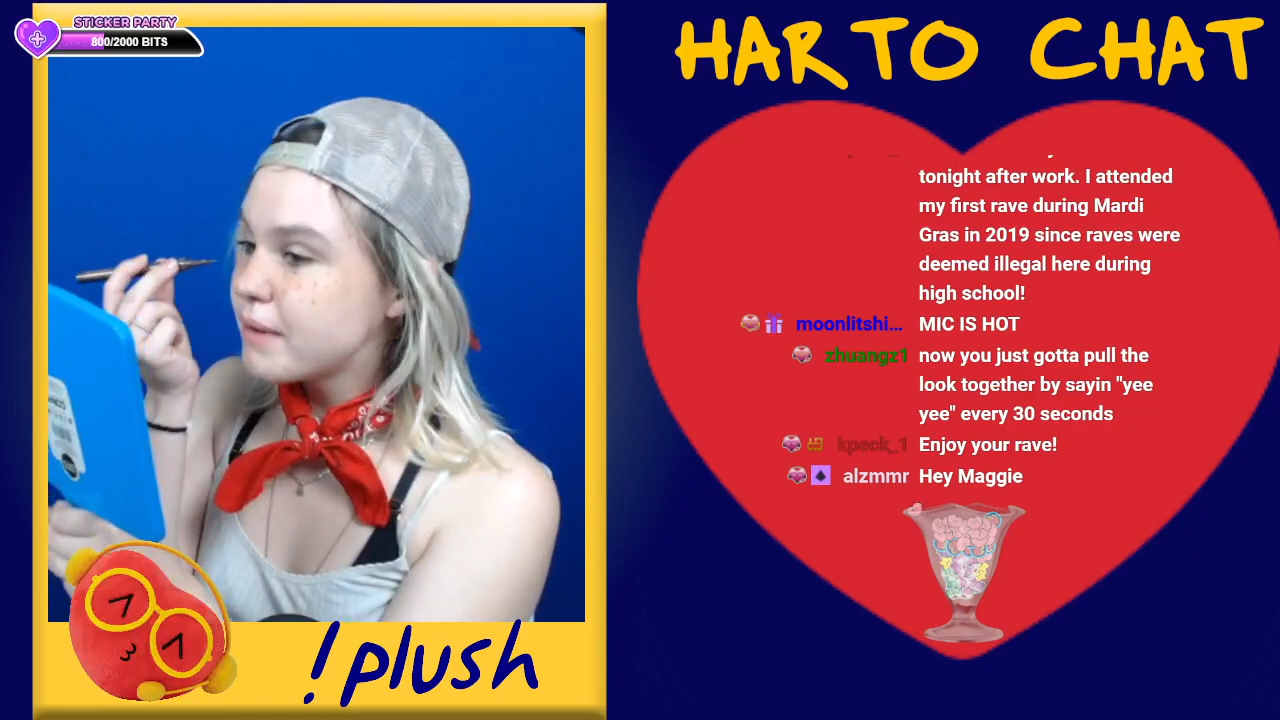 STICKER PARTY
800/2000 BITS
HARTO CHAT
tonight after work. I attended
my first rave during Mardi
Gras in 2019 since raves were
deemed illegal here during
high school!
moonlitshi... MIC IS HOT
zhuangz1 now you just gotta pull the
look together by sayin "yee
yee" every 30 seconds
kpeck_1 Enjoy your rave!
alzmmr Hey Maggie
!plush